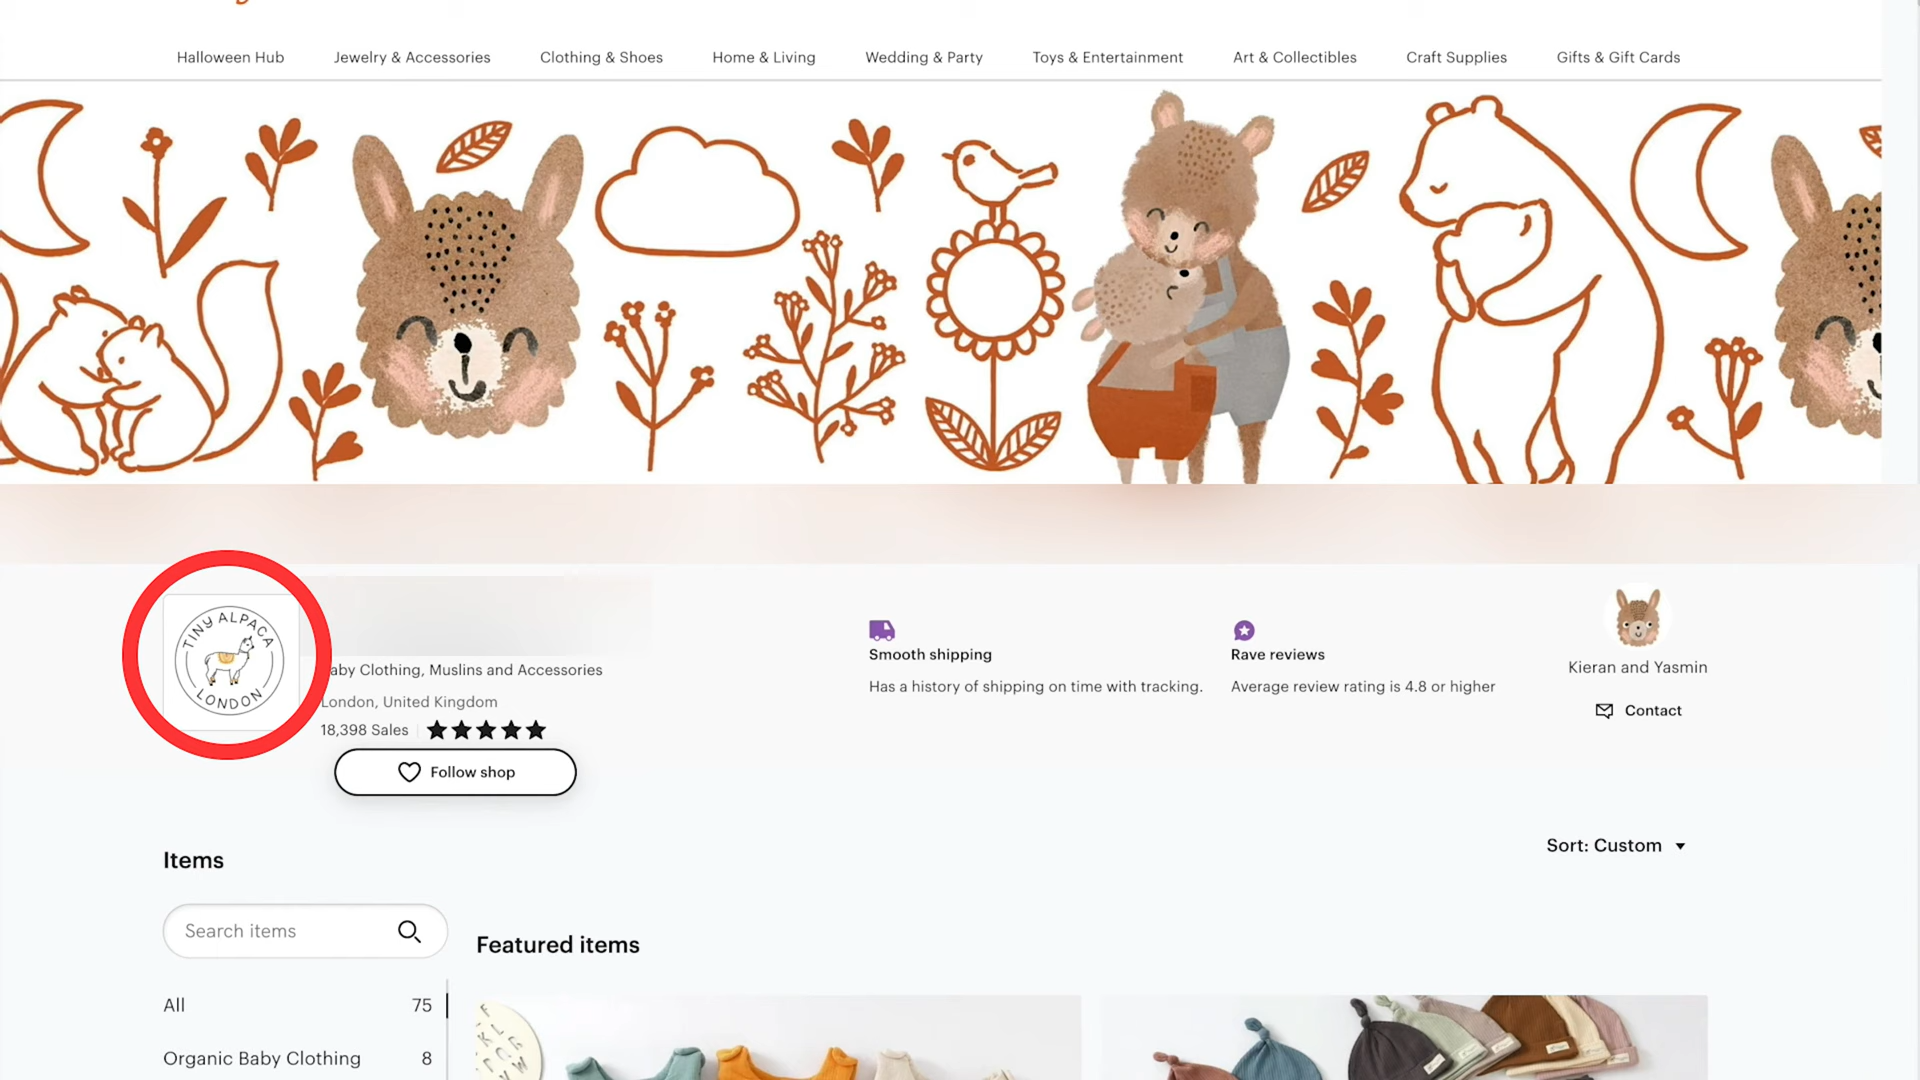 Halloween Hub
Jewelry & Accessories
Clothing & Shoes
Home & Living
Wedding & Party
Toys & Entertainment
Art & Collectibles
Craft Supplies
Gifts & Gift Cards
TINY ALPACA
LONDON
aby Clothing, Muslins and Accessories
London, United Kingdom
18,398 Sales
Follow shop
Smooth shipping
Has a history of shipping on time with tracking.
Rave reviews
Average review rating is 4.8 or higher
Kieran and Yasmin
Contact
Items
Sort: Custom
Search items
Featured items
All 75
Organic Baby Clothing 8